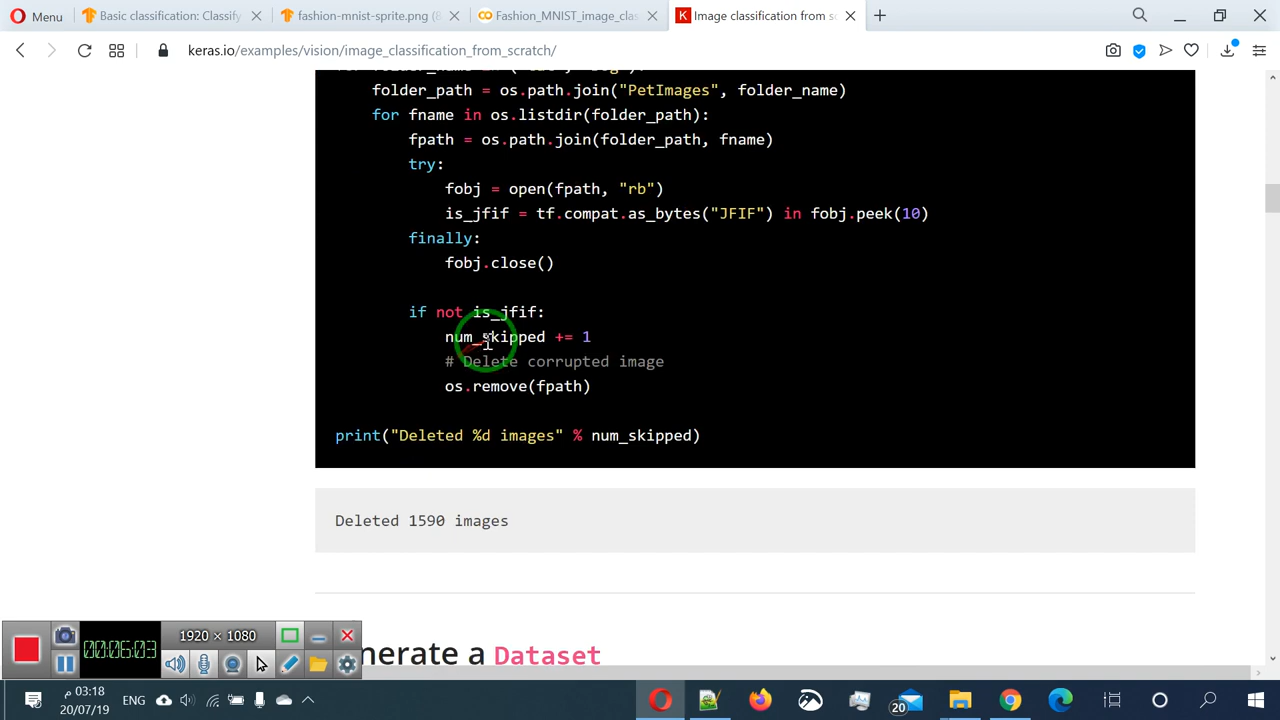 Menu
Basic classification: Classify
fashion-mnist-sprite.png (8
Fashion_MNIST_image_cla
Image classification from sc
keras.io/examples/vision/image_classification_from_scratch/
folder_path = os.path.join("PetImages", folder_name)
for fname in os.listdir(folder_path):
fpath = os.path.join(folder_path, fname)
try:
fobj = open(fpath, "rb")
is_jfif = tf.compat.as_bytes("JFIF") in fobj.peek(10)
finally:
fobj.close()
if not is_jfif:
num_skipped += 1
# Delete corrupted image
os.remove(fpath)
print("Deleted %d images" % num_skipped)
Deleted 1590 images
nerate a Dataset
1920 × 1080
00:06:03
03:18 م
20/07/19
ENG
20